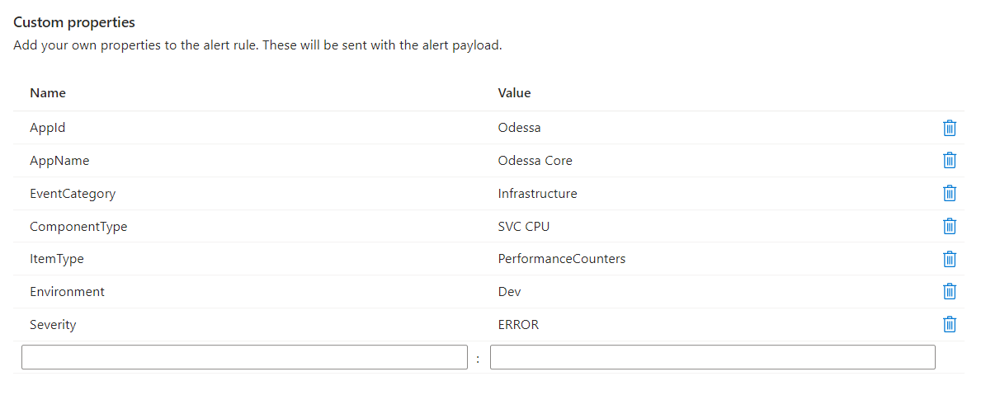 Custom properties
Add your own properties to the alert rule. These will be sent with the alert payload.
Name Value
AppId Odessa
AppName Odessa Core
EventCategory Infrastructure
ComponentType SVC CPU
ItemType PerformanceCounters
Environment Dev
Severity ERROR
: